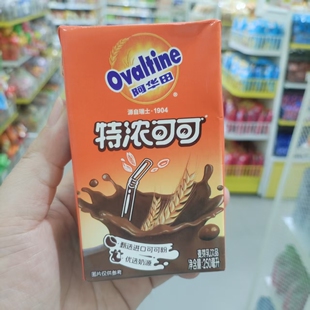 Ovaltine
阿华田
源自瑞士·1904
特浓可可
甄选进口可可粉
优选奶源
图片仅供参考
麦芽乳饮品
净含量:250毫升